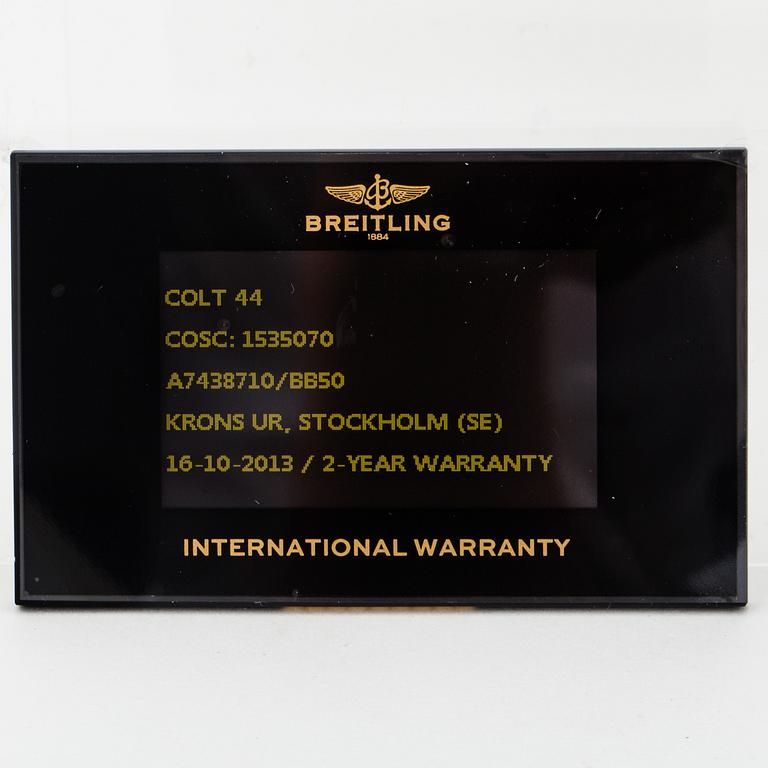 BREITLING
1884
COLT 44
COSC: 1535070
A7438710/BB50
KRONS UR, STOCKHOLM (SE)
16-10-2013 / 2-YEAR WARRANTY
INTERNATIONAL WARRANTY